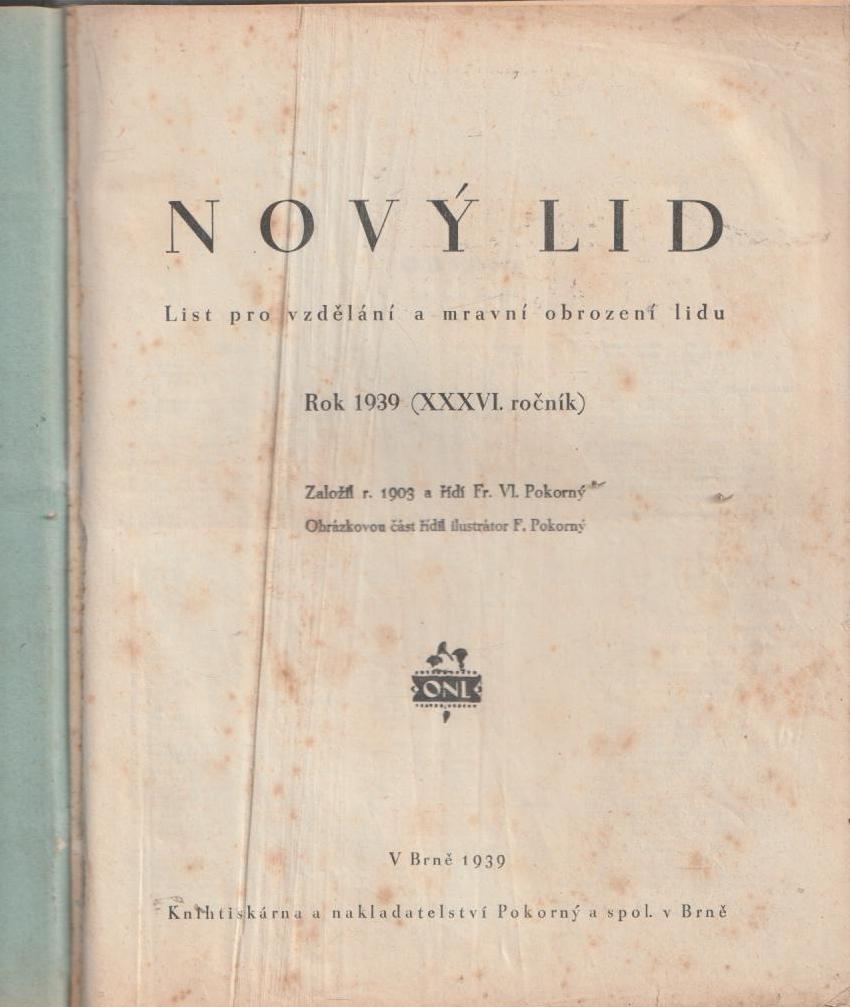 NOVÝ LID
List pro vzdělání a mravní obrození lidu
Rok 1939 (XXXVI. ročník)
Založil r. 1903 a řídí Fr. Vl. Pokorný
Obrázkovou část řídil ilustrátor F. Pokorný
ONL
V Brně 1939
Knihtiskárna a nakladatelství Pokorný a spol. v Brně